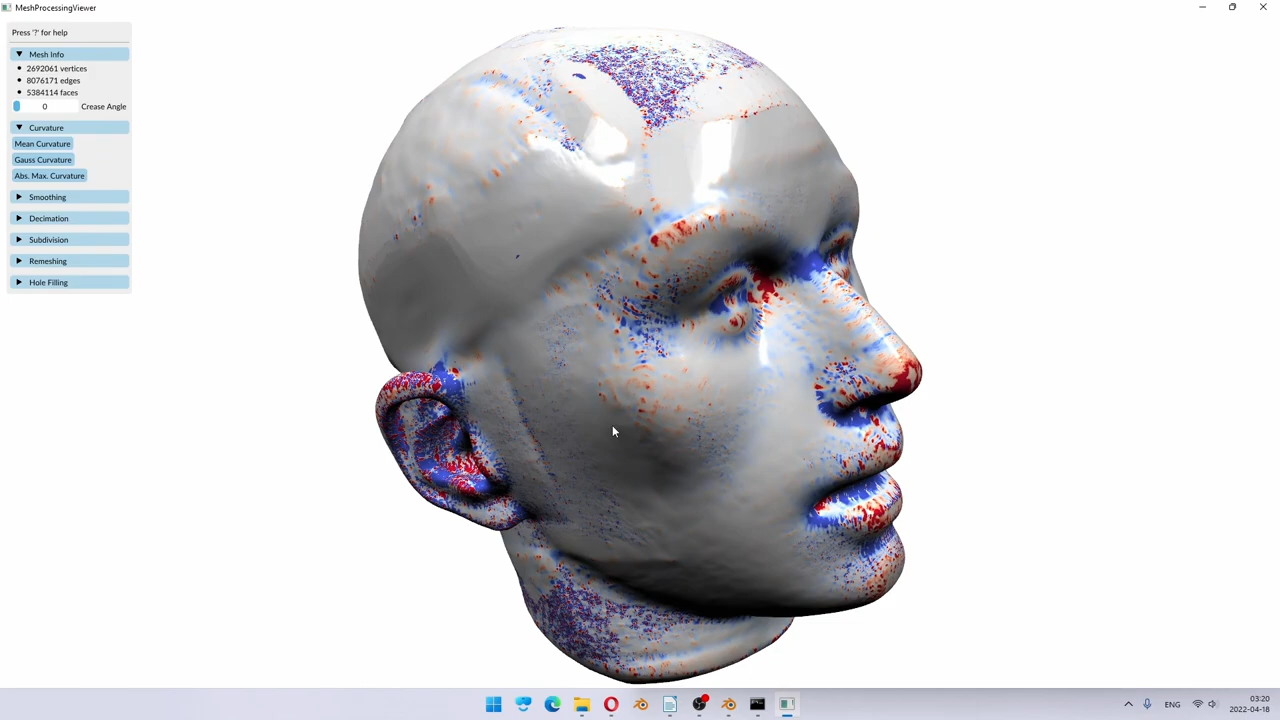 MeshProcessingViewer
Press '?' for help
Mesh Info
2692061 vertices
8076171 edges
5384114 faces
0 Crease Angle
Curvature
Mean Curvature
Gauss Curvature
Abs. Max. Curvature
Smoothing
Decimation
Subdivision
Remeshing
Hole Filling
ENG
03:20
2022-04-18